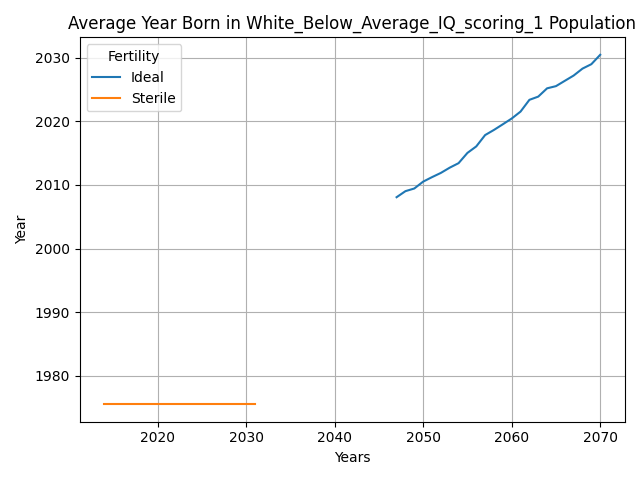 Average Year Born in White_Below_Average_IQ_scoring_1 Population
Fertility
Ideal
Sterile
Year
2030
2020
2010
2000
1990
1980
2020 2030 2040 2050 2060 2070
Years